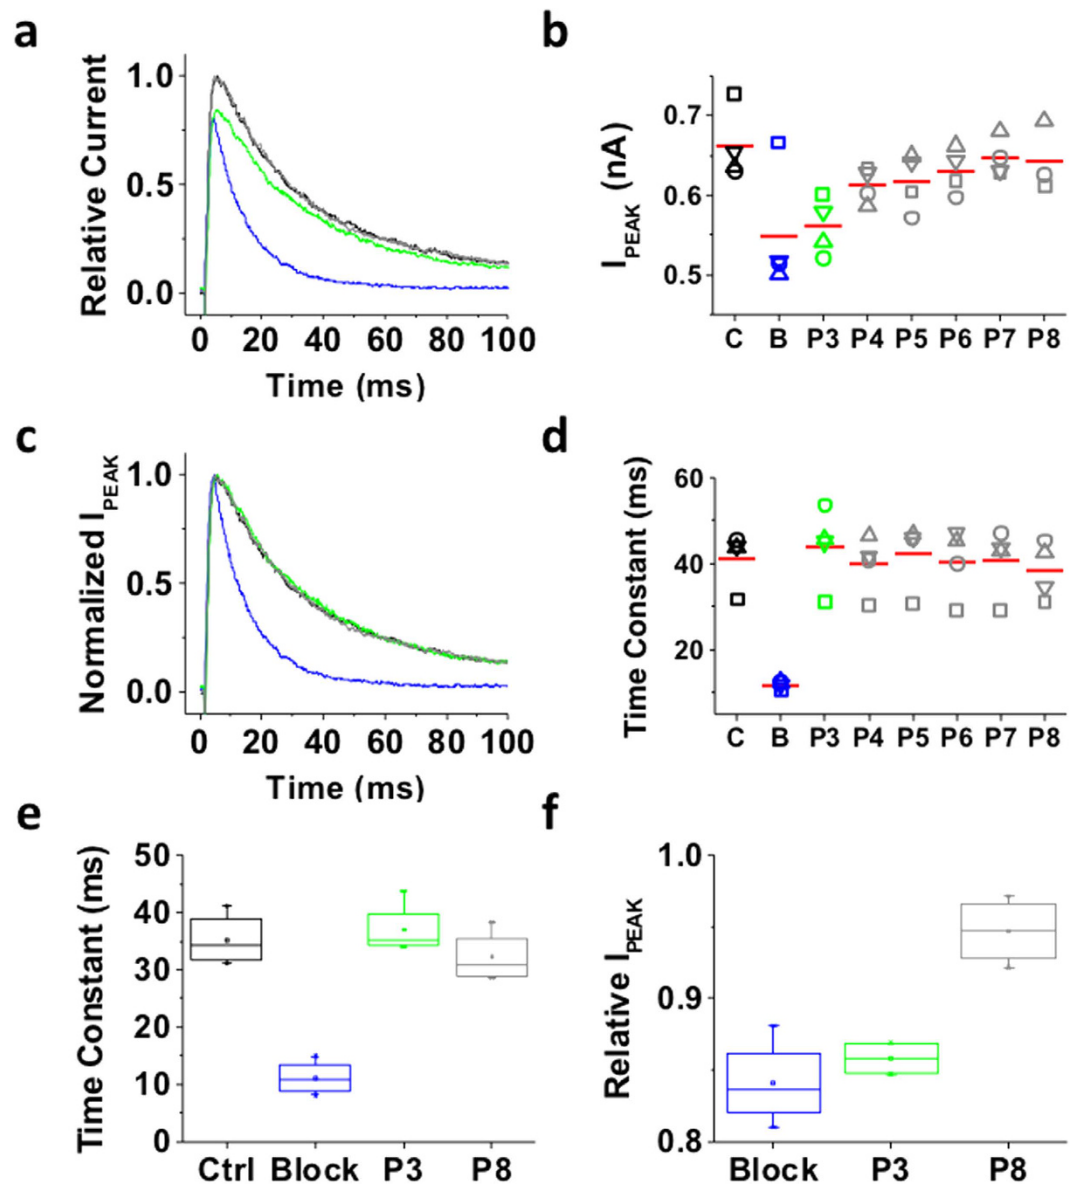 a
Relative Current
1.0
0.5
0.0
0 20 40 60 80 100
Time (ms)
b
I_PEAK (nA)
0.7
0.6
0.5
C B P3 P4 P5 P6 P7 P8
c
Normalized I_PEAK
1.0
0.5
0.0
0 20 40 60 80 100
Time (ms)
d
Time Constant (ms)
60
40
20
C B P3 P4 P5 P6 P7 P8
e
Time Constant (ms)
50
40
30
20
10
0
Ctrl Block P3 P8
f
Relative I_PEAK
1.0
0.9
0.8
Block P3 P8